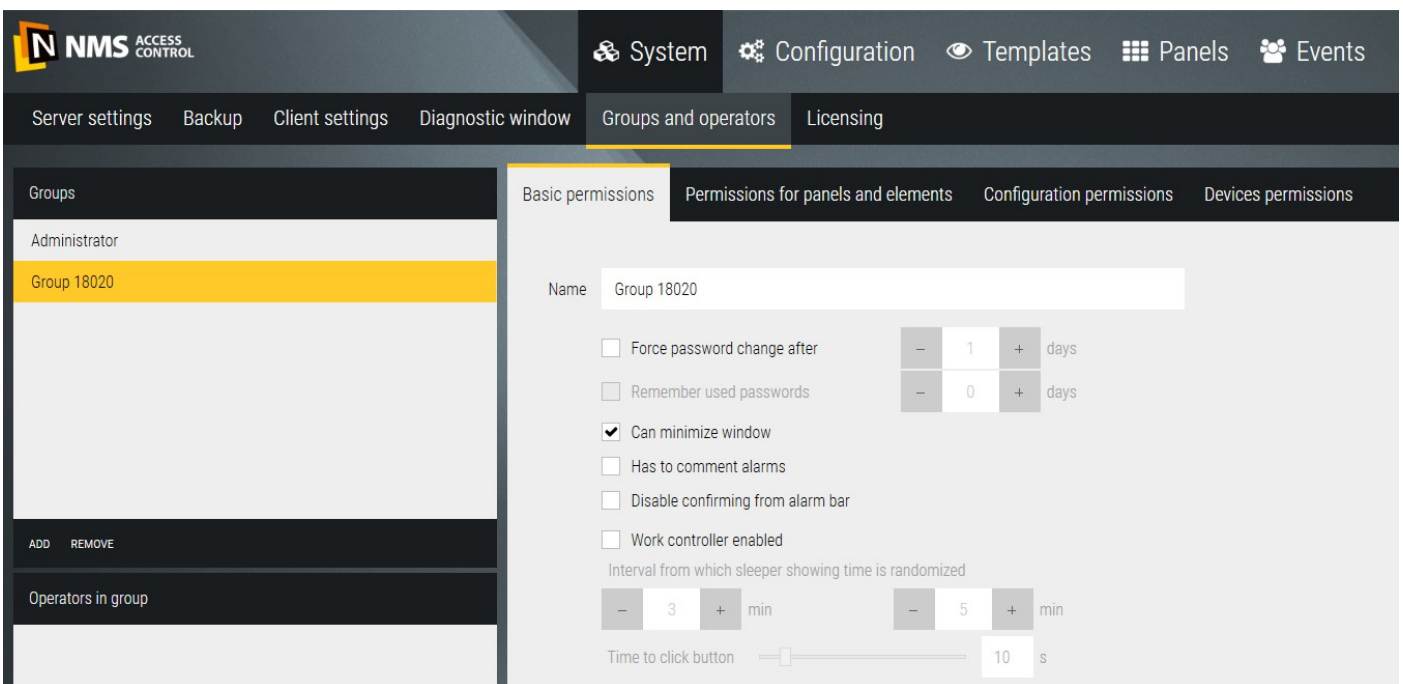 N NMS ACCESS CONTROL
System Configuration Templates Panels Events
Server settings Backup Client settings Diagnostic window Groups and operators Licensing
Groups
Basic permissions Permissions for panels and elements Configuration permissions Devices permissions
Administrator
Group 18020
Name Group 18020
Force password change after - 1 + days
Remember used passwords - 0 + days
Can minimize window
Has to comment alarms
Disable confirming from alarm bar
ADD REMOVE
Work controller enabled
Interval from which sleeper showing time is randomized
Operators in group
- 3 + min - 5 + min
Time to click button 10 s